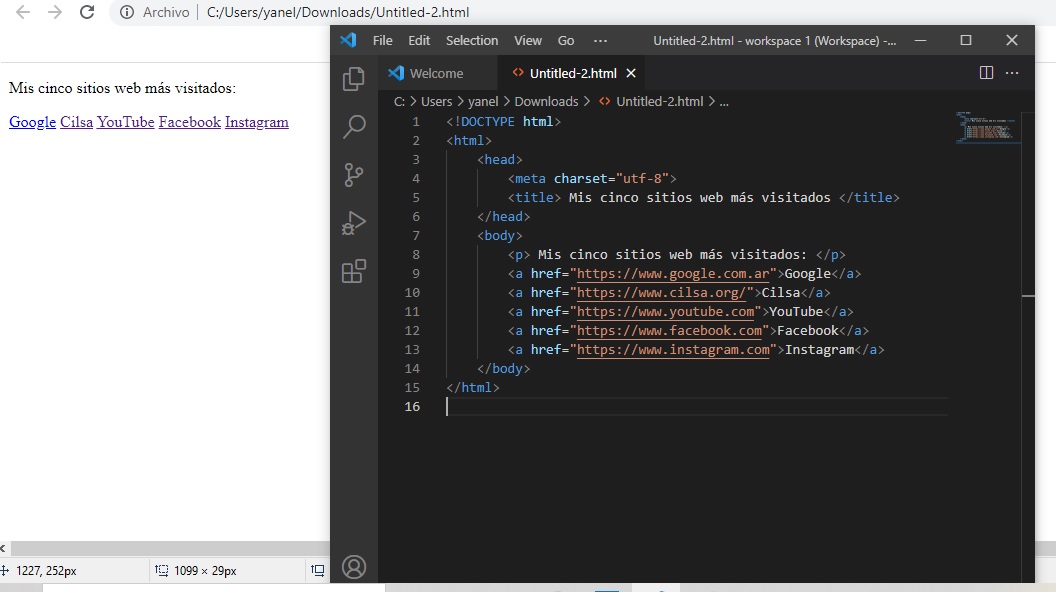 Archivo C:/Users/yanel/Downloads/Untitled-2.html
Mis cinco sitios web más visitados:
Google Cilsa YouTube Facebook Instagram
File Edit Selection View Go ··· Untitled-2.html - workspace 1 (Workspace) -...
Welcome Untitled-2.html
C: > Users > yanel > Downloads > Untitled-2.html > ...
1 <!DOCTYPE html>
2 <html>
3 <head>
4 <meta charset="utf-8">
5 <title> Mis cinco sitios web más visitados </title>
6 </head>
7 <body>
8 <p> Mis cinco sitios web más visitados: </p>
9 <a href="https://www.google.com.ar">Google</a>
10 <a href="https://www.cilsa.org/">Cilsa</a>
11 <a href="https://www.youtube.com">YouTube</a>
12 <a href="https://www.facebook.com">Facebook</a>
13 <a href="https://www.instagram.com">Instagram</a>
14 </body>
15 </html>
16
1227, 252px 1099 × 29px